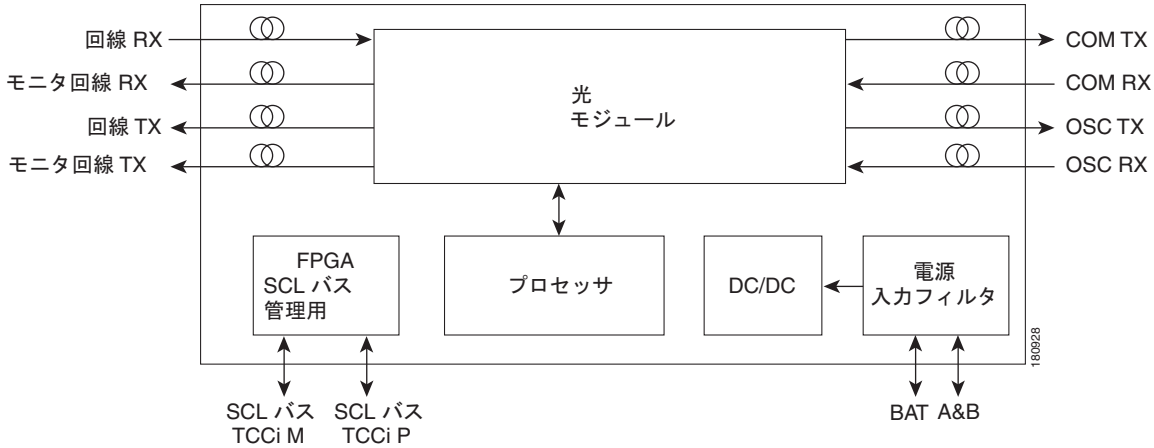 回線 RX
モニタ回線 RX
回線 TX
モニタ回線 TX
光
モジュール
COM TX
COM RX
OSC TX
OSC RX
FPGA
SCL バス
管理用
プロセッサ
DC/DC
電源
入力フィルタ
180928
SCL バス
TCCi M
SCL バス
TCCi P
BAT
A&B